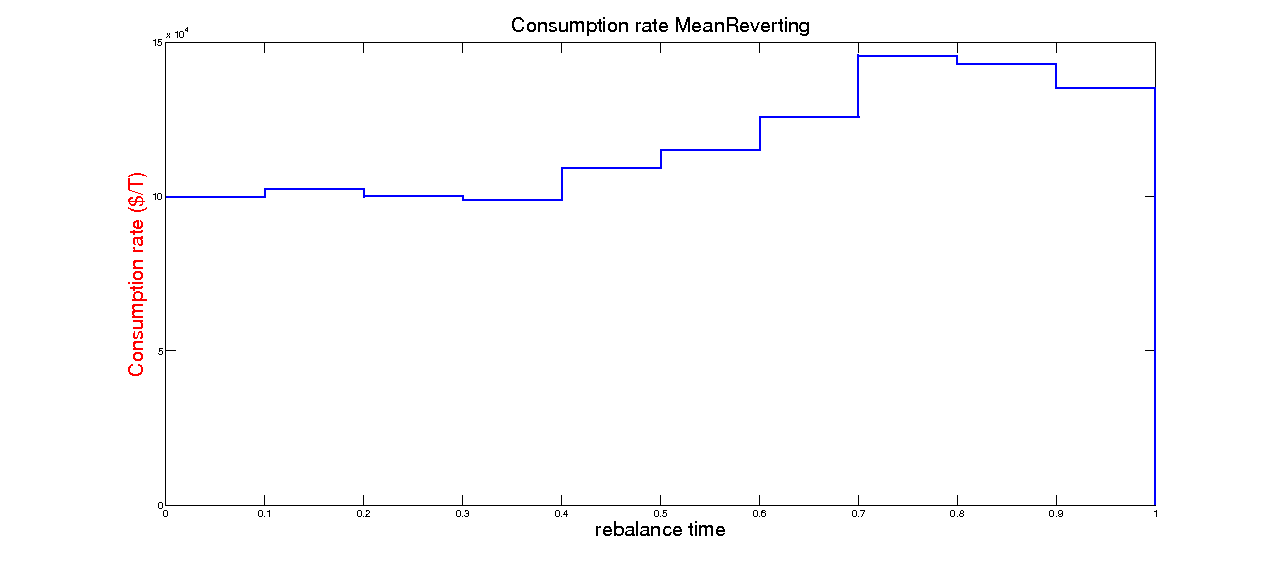 Consumption rate MeanReverting
x 10^4
15
10
5
0
Consumption rate ($/T)
0 0.1 0.2 0.3 0.4 0.5 0.6 0.7 0.8 0.9 1
rebalance time